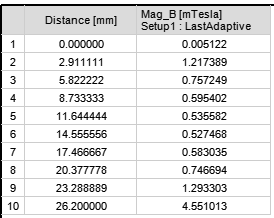 Distance [mm] Mag_B [mTesla]
Setup1 : LastAdaptive
1 0.000000 0.005122
2 2.911111 1.217389
3 5.822222 0.757249
4 8.733333 0.595402
5 11.644444 0.535582
6 14.555556 0.527468
7 17.466667 0.583035
8 20.377778 0.746694
9 23.288889 1.293303
10 26.200000 4.551013